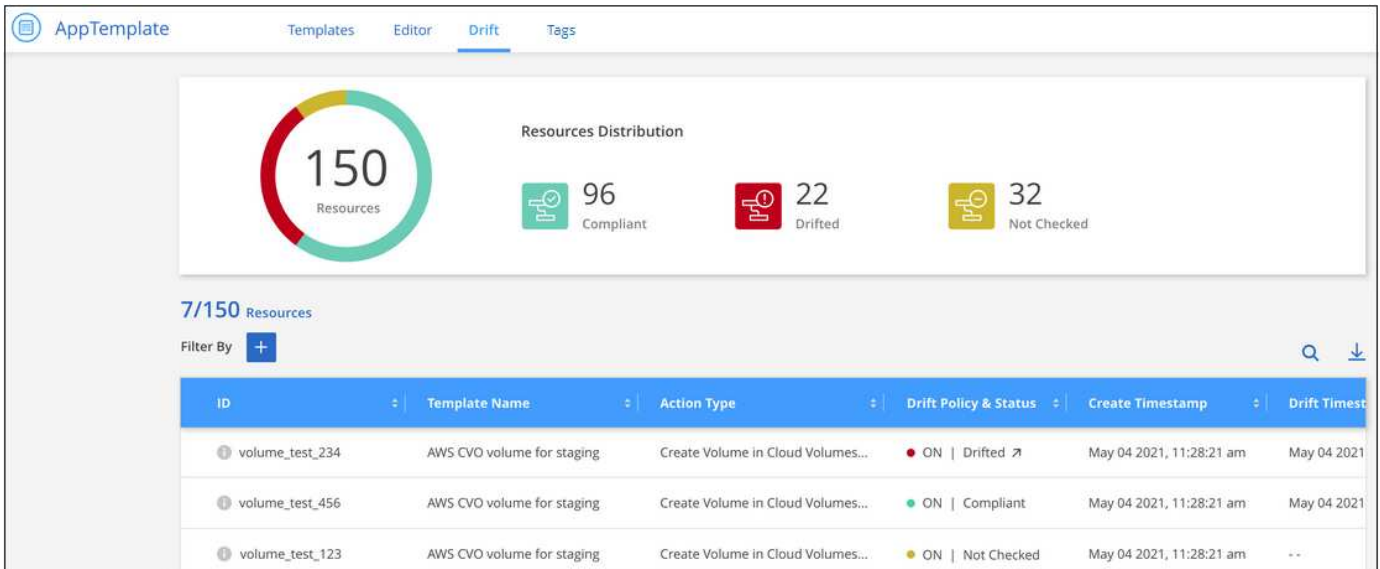 AppTemplate Templates Editor Drift Tags
150
Resources
Resources Distribution
96
Compliant
22
Drifted
32
Not Checked
7/150 Resources
Filter By +
ID Template Name Action Type Drift Policy & Status Create Timestamp Drift Timest
volume_test_234 AWS CVO volume for staging Create Volume in Cloud Volumes... ON | Drifted May 04 2021, 11:28:21 am May 04 2021
volume_test_456 AWS CVO volume for staging Create Volume in Cloud Volumes... ON | Compliant May 04 2021, 11:28:21 am May 04 2021
volume_test_123 AWS CVO volume for staging Create Volume in Cloud Volumes... ON | Not Checked May 04 2021, 11:28:21 am - -